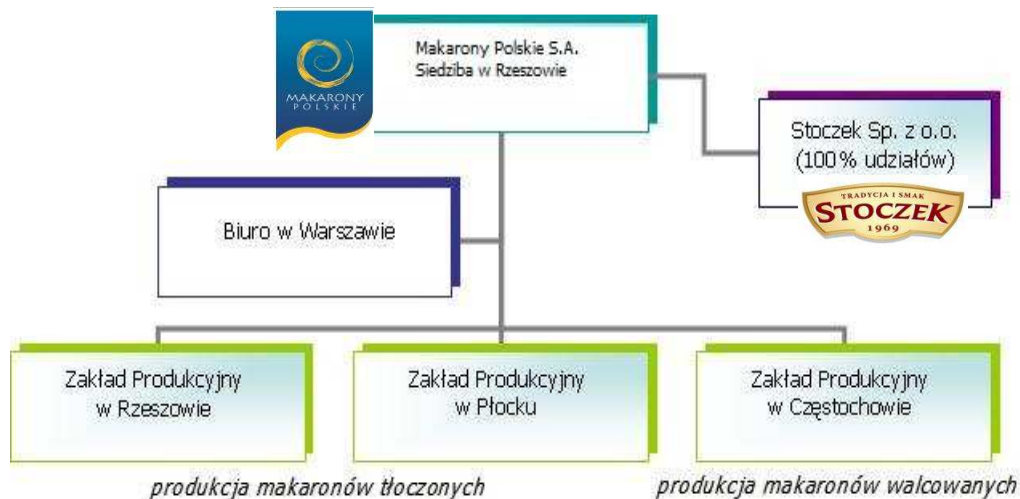 MAKARONY
POLSKIE
Makarony Polskie S.A.
Siedziba w Rzeszowie
Stoczek Sp. z o.o.
(100% udziałów)
TRADYCJA I SMAK
STOCZEK
1969
Biuro w Warszawie
Zakład Produkcyjny
w Rzeszowie
Zakład Produkcyjny
w Płocku
Zakład Produkcyjny
w Częstochowie
produkcja makaronów tłoczonych
produkcja makaronów walcowanych